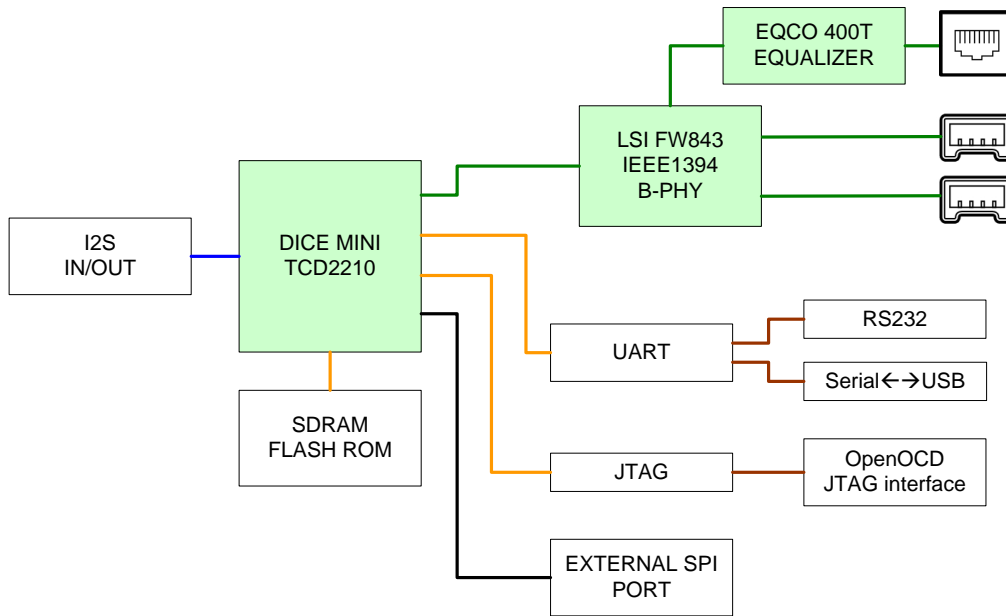 EQCO 400T
EQUALIZER
LSI FW843
IEEE1394
B-PHY
I2S
IN/OUT
DICE MINI
TCD2210
SDRAM
FLASH ROM
UART
RS232
Serial←→USB
JTAG
OpenOCD
JTAG interface
EXTERNAL SPI
PORT